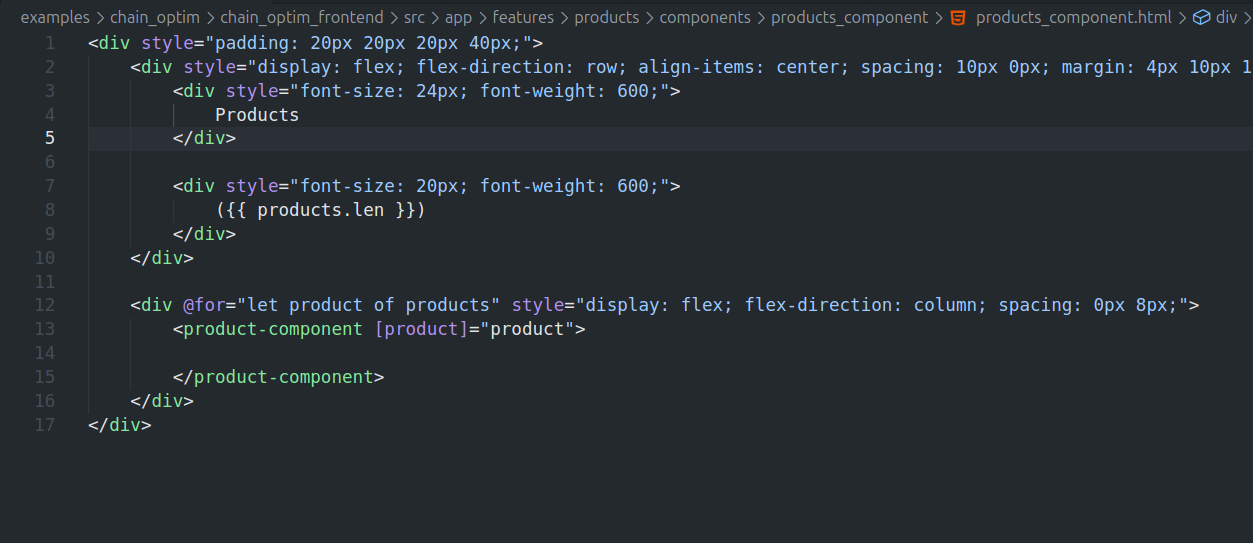 examples > chain_optim > chain_optim_frontend > src > app > features > products > components > products_component > products_component.html > div >
1 <div style="padding: 20px 20px 20px 40px;">
2 <div style="display: flex; flex-direction: row; align-items: center; spacing: 10px 0px; margin: 4px 10px 1
3 <div style="font-size: 24px; font-weight: 600;">
4 Products
5 </div>
6
7 <div style="font-size: 20px; font-weight: 600;">
8 ({{ products.len }})
9 </div>
10 </div>
11
12 <div @for="let product of products" style="display: flex; flex-direction: column; spacing: 0px 8px;">
13 <product-component [product]="product">
14
15 </product-component>
16 </div>
17 </div>